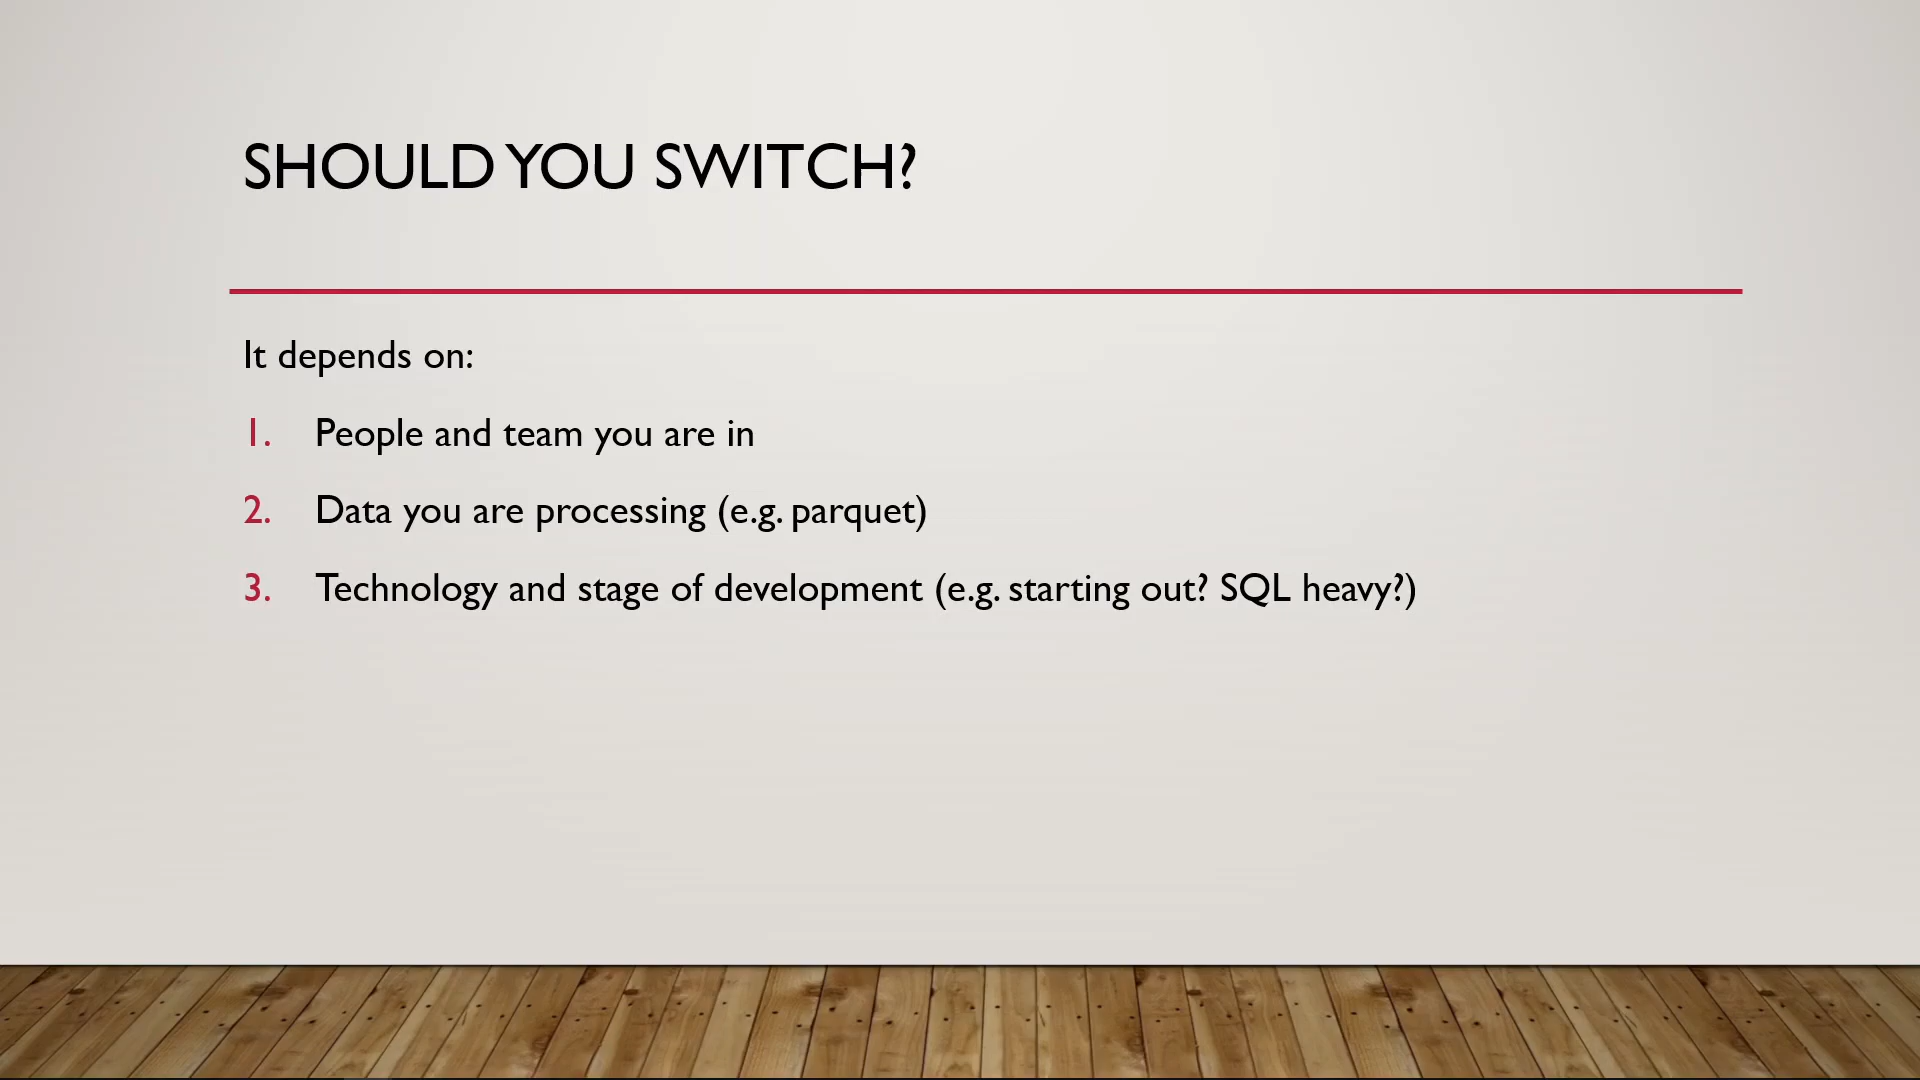 SHOULD YOU SWITCH?
It depends on:
1. People and team you are in
2. Data you are processing (e.g. parquet)
3. Technology and stage of development (e.g. starting out? SQL heavy?)